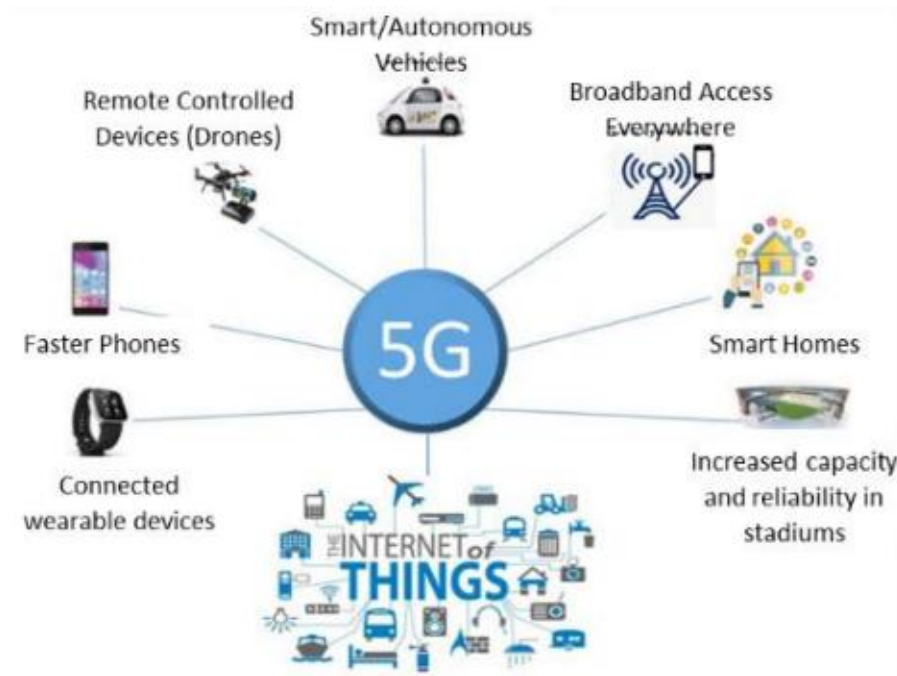 Smart/Autonomous
Vehicles
Remote Controlled
Devices (Drones)
Broadband Access
Everywhere
5G
Faster Phones
Smart Homes
Connected
wearable devices
Increased capacity
and reliability in
stadiums
THE INTERNET of
THINGS